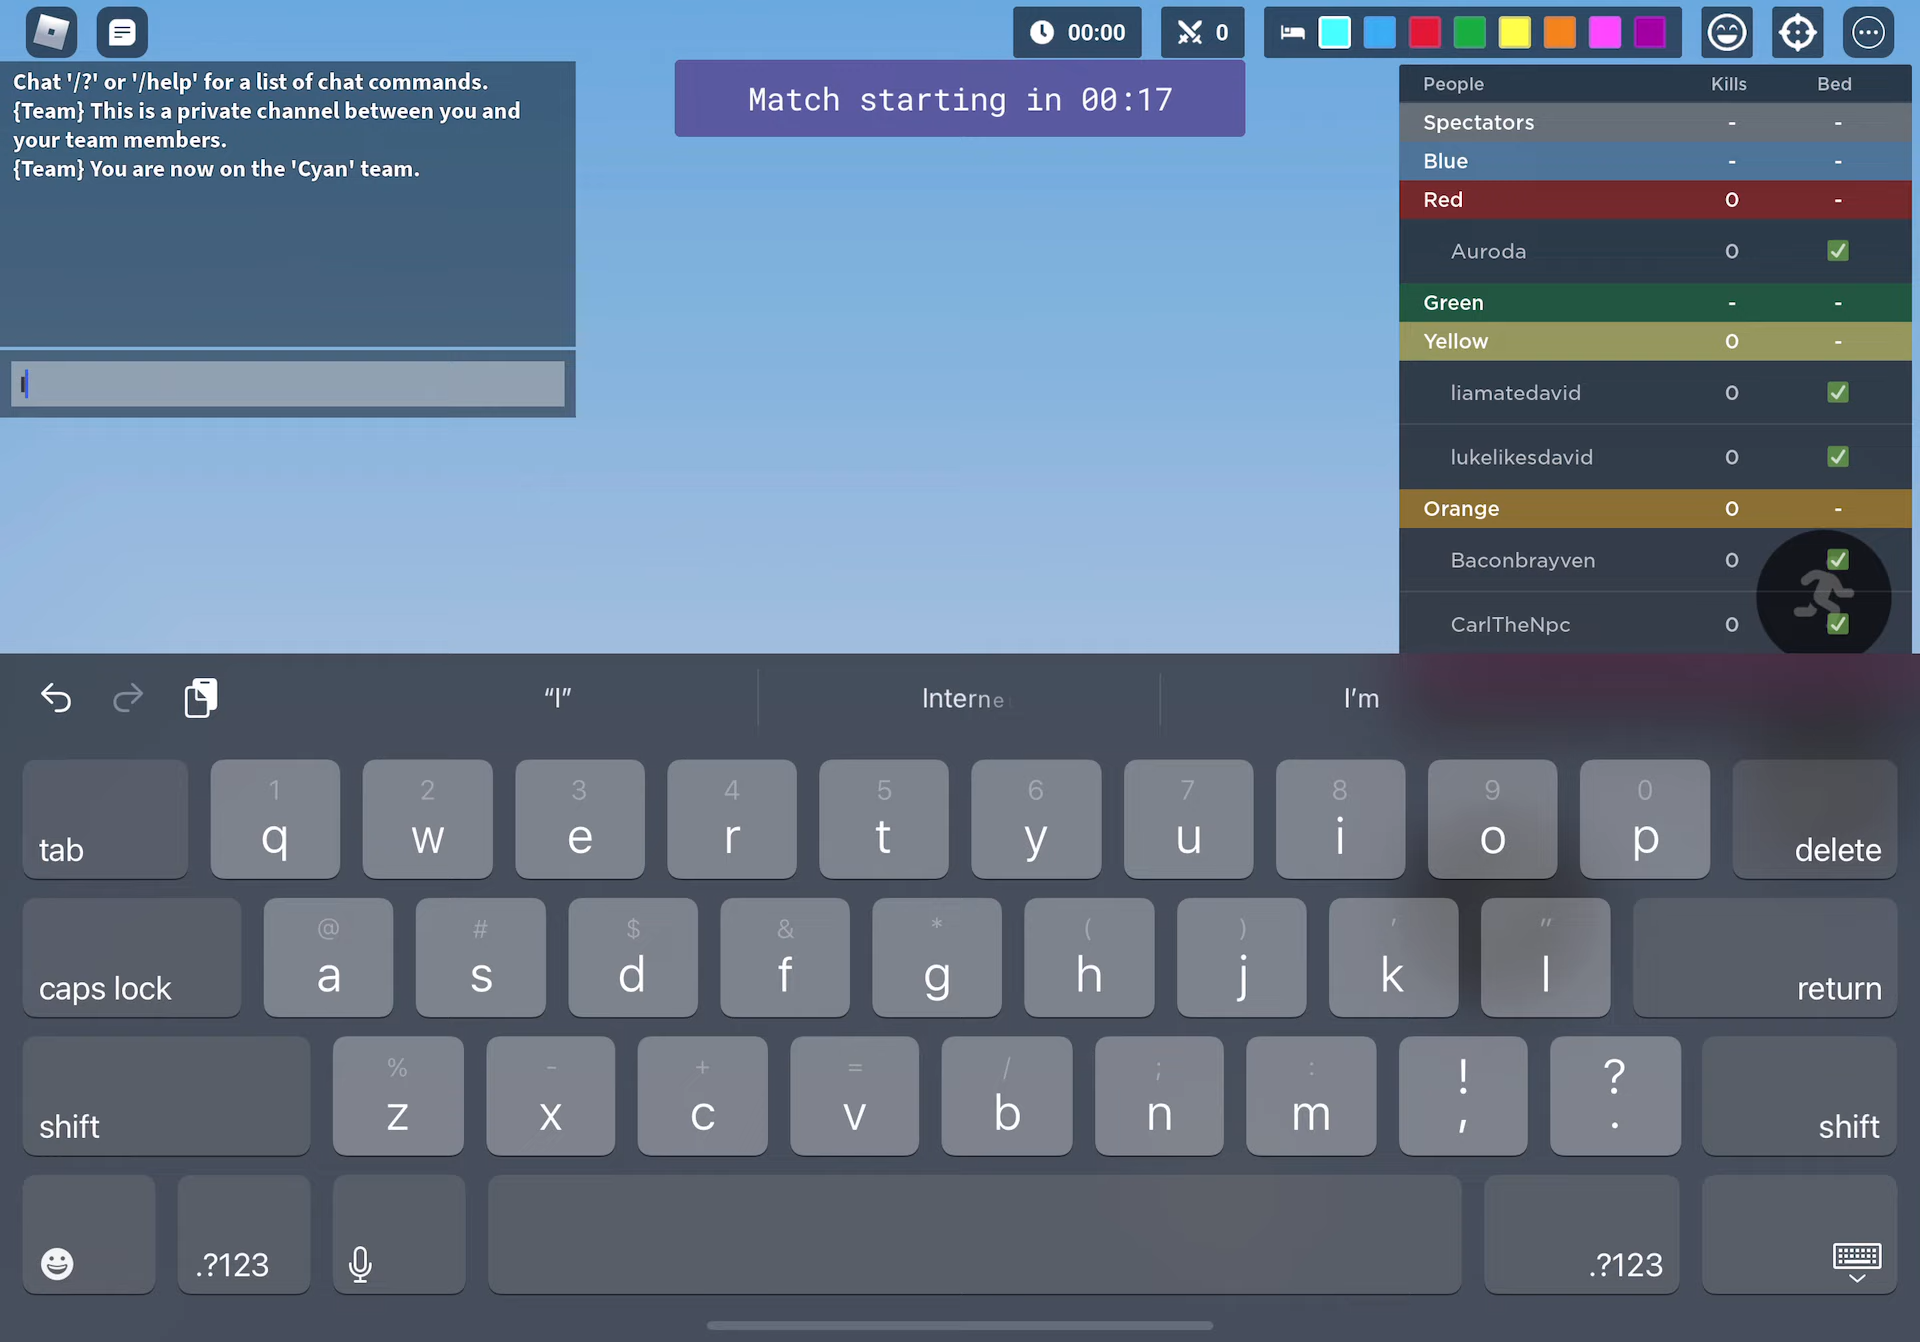 00:00
0
Chat '/?' or '/help' for a list of chat commands.
{Team} This is a private channel between you and
your team members.
{Team} You are now on the 'Cyan' team.
I
Match starting in 00:17
People Kills Bed
Spectators - -
Blue - -
Red 0 -
Auroda 0
Green - -
Yellow 0 -
liamatedavid 0
lukelikesdavid 0
Orange 0 -
Baconbrayven 0
CarlTheNpc 0
“I” Interne I'm
1 2 3 4 5 6 7 8 9 0
tab q w e r t y u i o p delete
@ # $ & * ( ) ' "
caps lock a s d f g h j k l return
% - + = / ; : ! ?
shift z x c v b n m , . shift
.?123 .?123